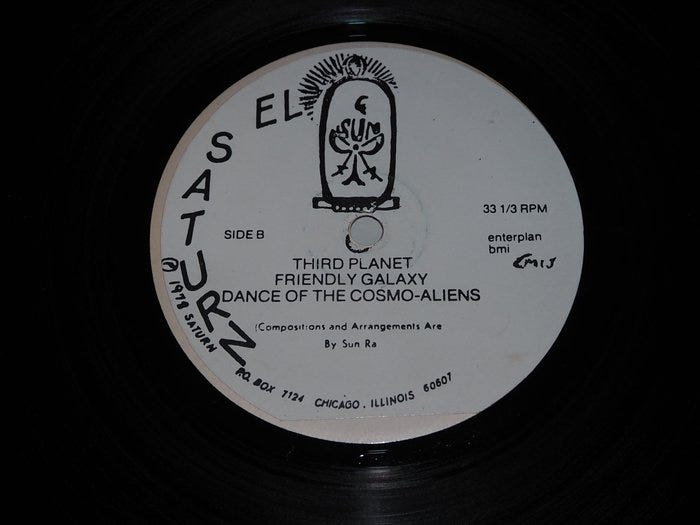 EL
SATURN
SUN
SIDE B
33 1/3 RPM
enterplan
bmi
THIRD PLANET
FRIENDLY GALAXY
DANCE OF THE COSMO-ALIENS
(Compositions and Arrangements Are
By Sun Ra
℗ 1978 SATURN
P.O. BOX 7124 CHICAGO, ILLINOIS 60607